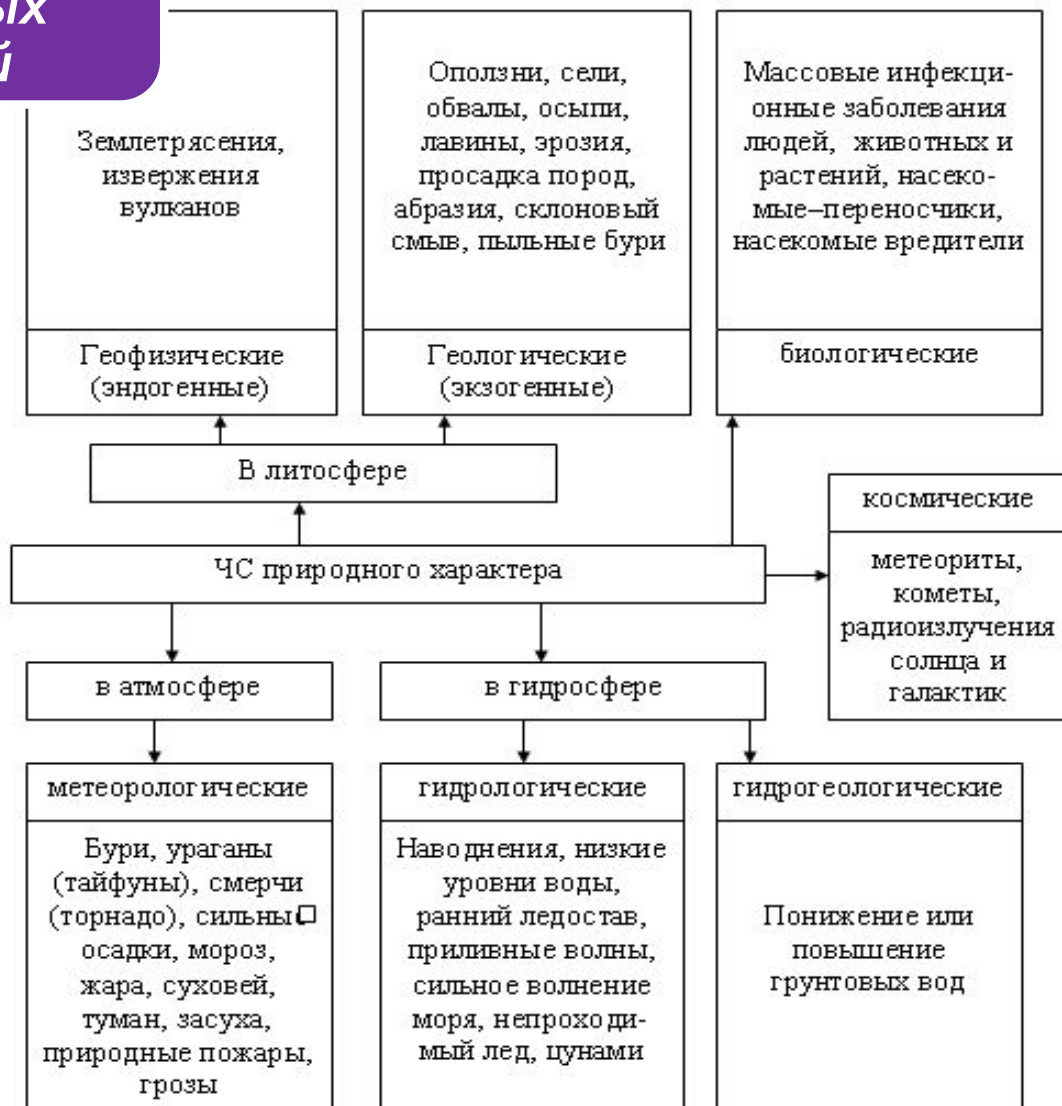 ых
й
Землетрясения,
извержения
вулканов
Геофизические
(эндогенные)
Оползни, сели,
обвалы, осыпи,
лавины, эрозия,
просадка пород,
абразия, склоновый
смыв, пыльные бури
Геологические
(экзогенные)
Массовые инфекци-
онные заболевания
людей, животных и
растений, насеко-
мые–переносчики,
насекомые вредители
биологические
В литосфере
космические
метеориты,
кометы,
радиоизлучения
солнца и
галактик
ЧС природного характера
в атмосфере
в гидросфере
метеорологические
Бури, ураганы
(тайфуны), смерчи
(торнадо), сильны
осадки, мороз,
жара, суховей,
туман, засуха,
природные пожары,
грозы
гидрологические
Наводнения, низкие
уровни воды,
ранний ледостав,
приливные волны,
сильное волнение
моря, непроходи-
мый лед, цунами
гидрогеологические
Понижение или
повышение
грунтовых вод